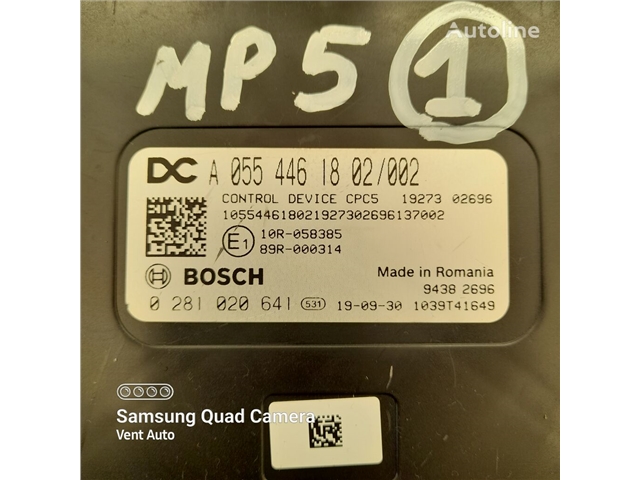 Autoline
MP5 1
DC A 055 446 18 02/002
CONTROL DEVICE CPC5 19273 02696
10554461802192730269613700​2
E1 10R-058385
89R-000314
BOSCH
Made in Romania
9438 2696
0 281 020 641 531 19-09-30 1039T41649
Samsung Quad Camera
Vent Auto